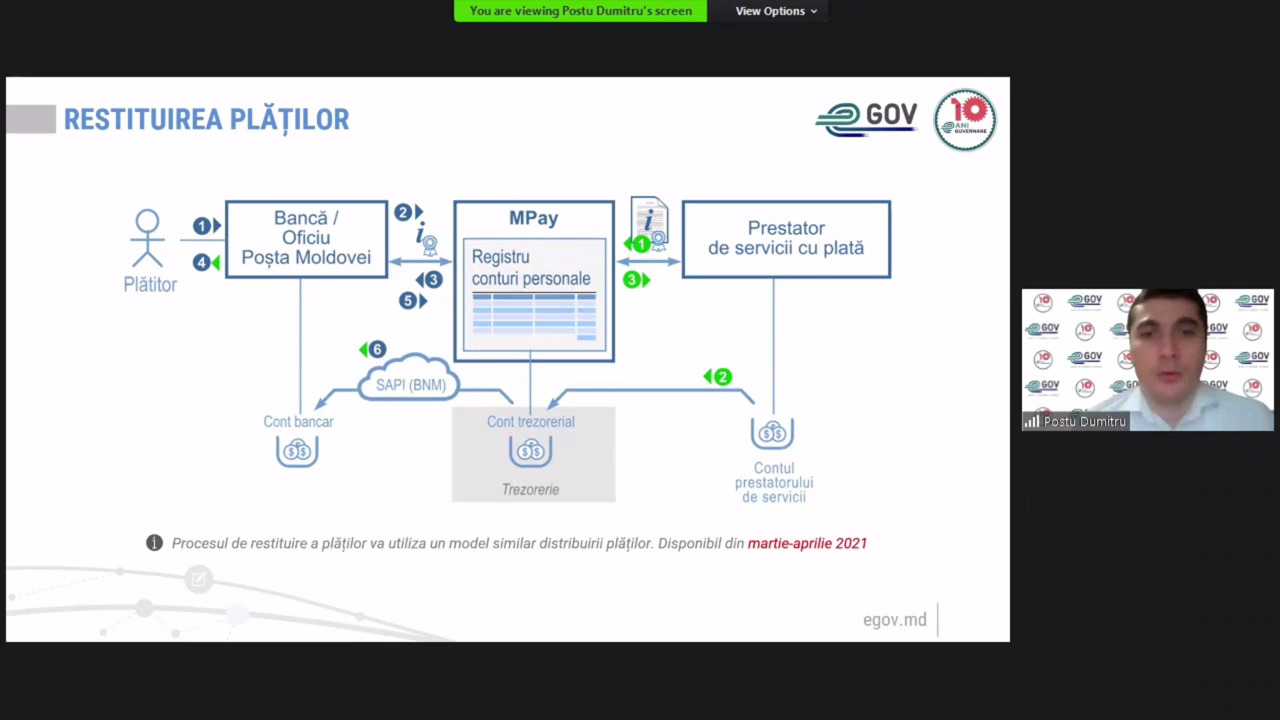 You are viewing Postu Dumitru's screen
View Options
RESTITUIREA PLĂȚILOR
GOV
10
ANI
GUVERNARE
Bancă /
Oficiu
Poșta Moldovei
MPay
Registru
conturi personale
Prestator
de servicii cu plată
Plătitor
1
4
2
3
5
1
3
6
2
SAPI (BNM)
Cont bancar
Cont trezorerial
Trezorerie
Contul
prestatorului
de servicii
Procesul de restituire a plăților va utiliza un model similar distribuirii plăților. Disponibil din martie-aprilie 2021
egov.md
Postu Dumitru